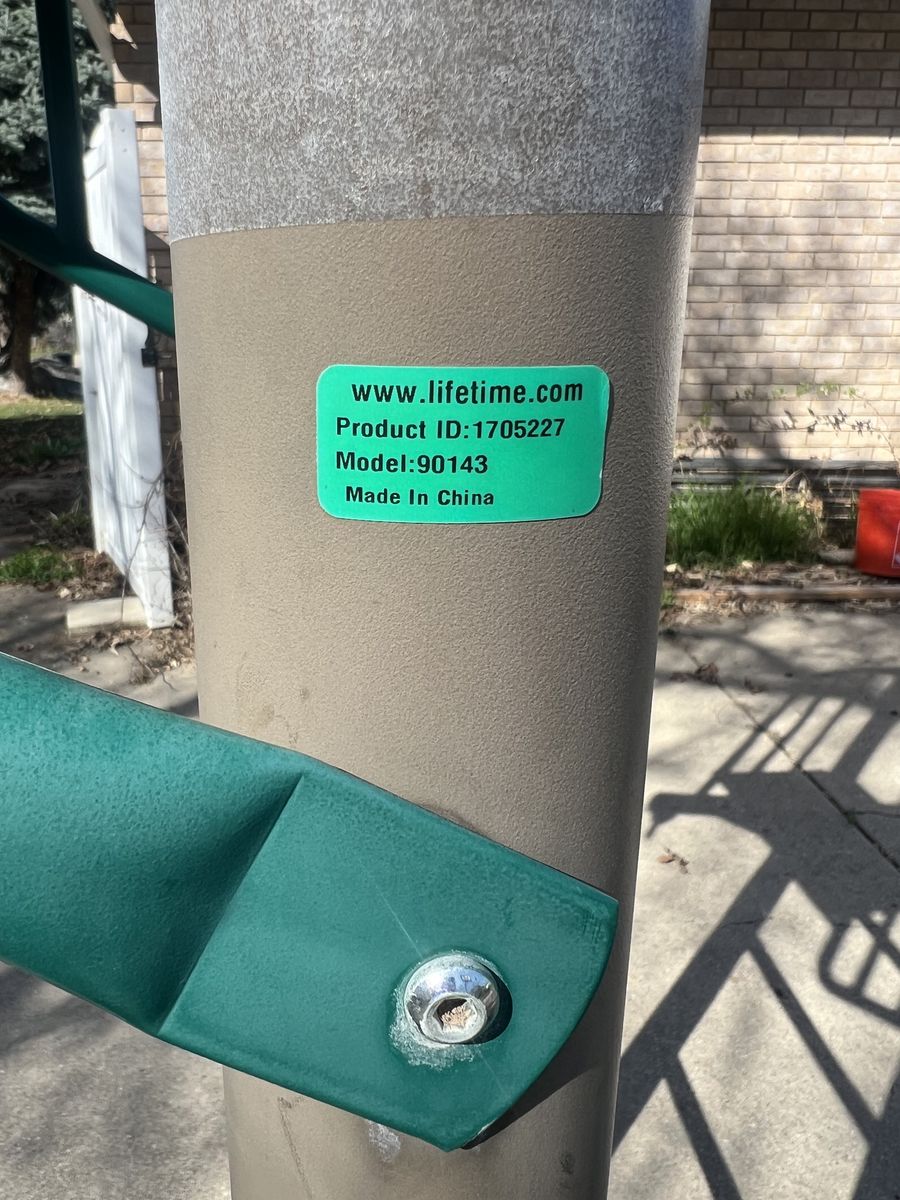 www.lifetime.com
Product ID:1705227
Model:90143
Made In China